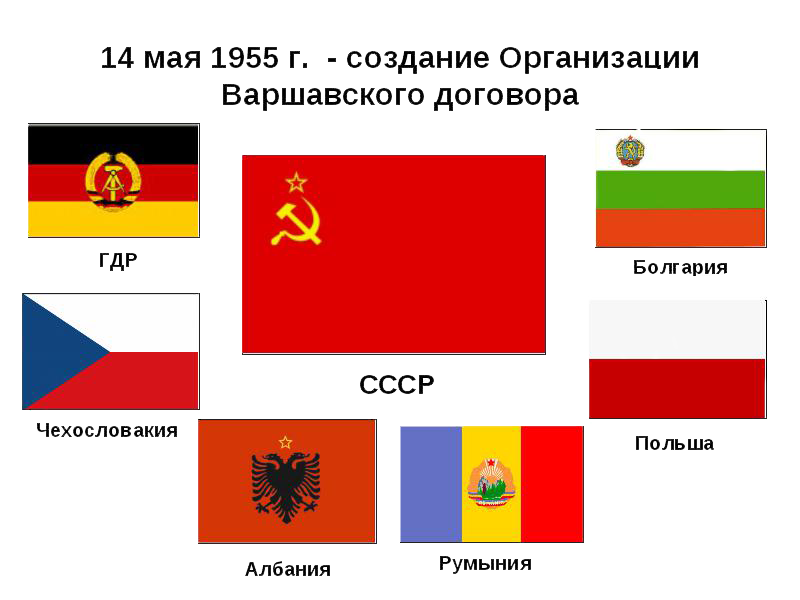 14 мая 1955 г.  - создание Организации
Варшавского договора
ГДР
Болгария
СССР
Чехословакия
Польша
Албания
Румыния